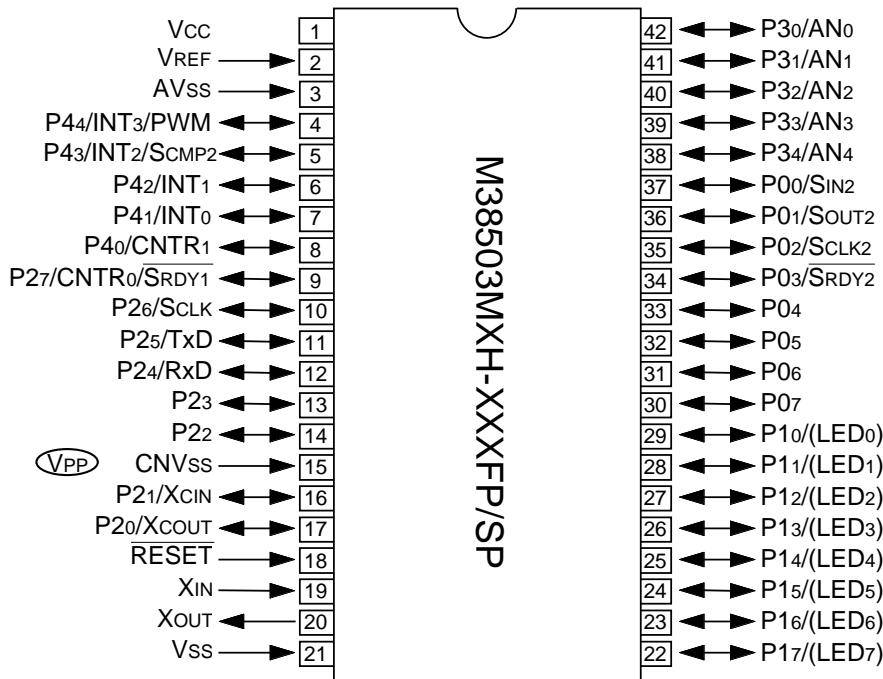 VCC 1
VREF 2
AVSS 3
P44/INT3/PWM 4
P43/INT2/SCMP2 5
P42/INT1 6
P41/INT0 7
P40/CNTR1 8
P27/CNTR0/SRDY1 9
P26/SCLK 10
P25/TxD 11
P24/RxD 12
P23 13
P22 14
VPP CNVSS 15
P21/XCIN 16
P20/XCOUT 17
RESET 18
XIN 19
XOUT 20
VSS 21
M38503MXH-XXXFP/SP
42 P30/AN0
41 P31/AN1
40 P32/AN2
39 P33/AN3
38 P34/AN4
37 P00/SIN2
36 P01/SOUT2
35 P02/SCLK2
34 P03/SRDY2
33 P04
32 P05
31 P06
30 P07
29 P10/(LED0)
28 P11/(LED1)
27 P12/(LED2)
26 P13/(LED3)
25 P14/(LED4)
24 P15/(LED5)
23 P16/(LED6)
22 P17/(LED7)